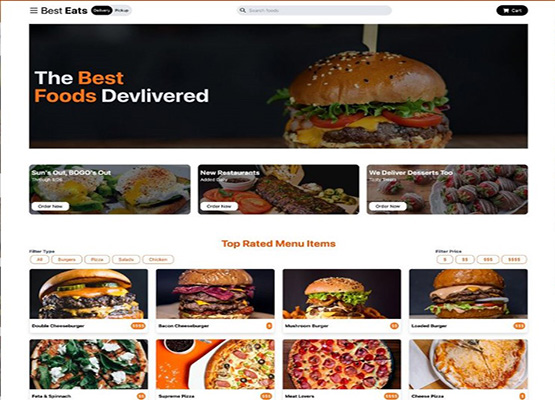 Best Eats Delivery Pickup Search foods Cart
The Best
Foods Devlivered
Sun's Out, BOGO's Out New Restaurants We Deliver Desserts Too
Through 8/26 Added Daily Tasty Treats
Order Now Order Now Order Now
Top Rated Menu Items
Filter Type Filter Price
All Burgers Pizza Salads Chicken $ $$ $$$ $$$$
Double Cheeseburger $$$$ Bacon Cheeseburger $ Mushroom Burger $$ Loaded Burger $$$
Feta & Spinach $$ Supreme Pizza $$$ Meat Lovers $$$$ Cheese Pizza $